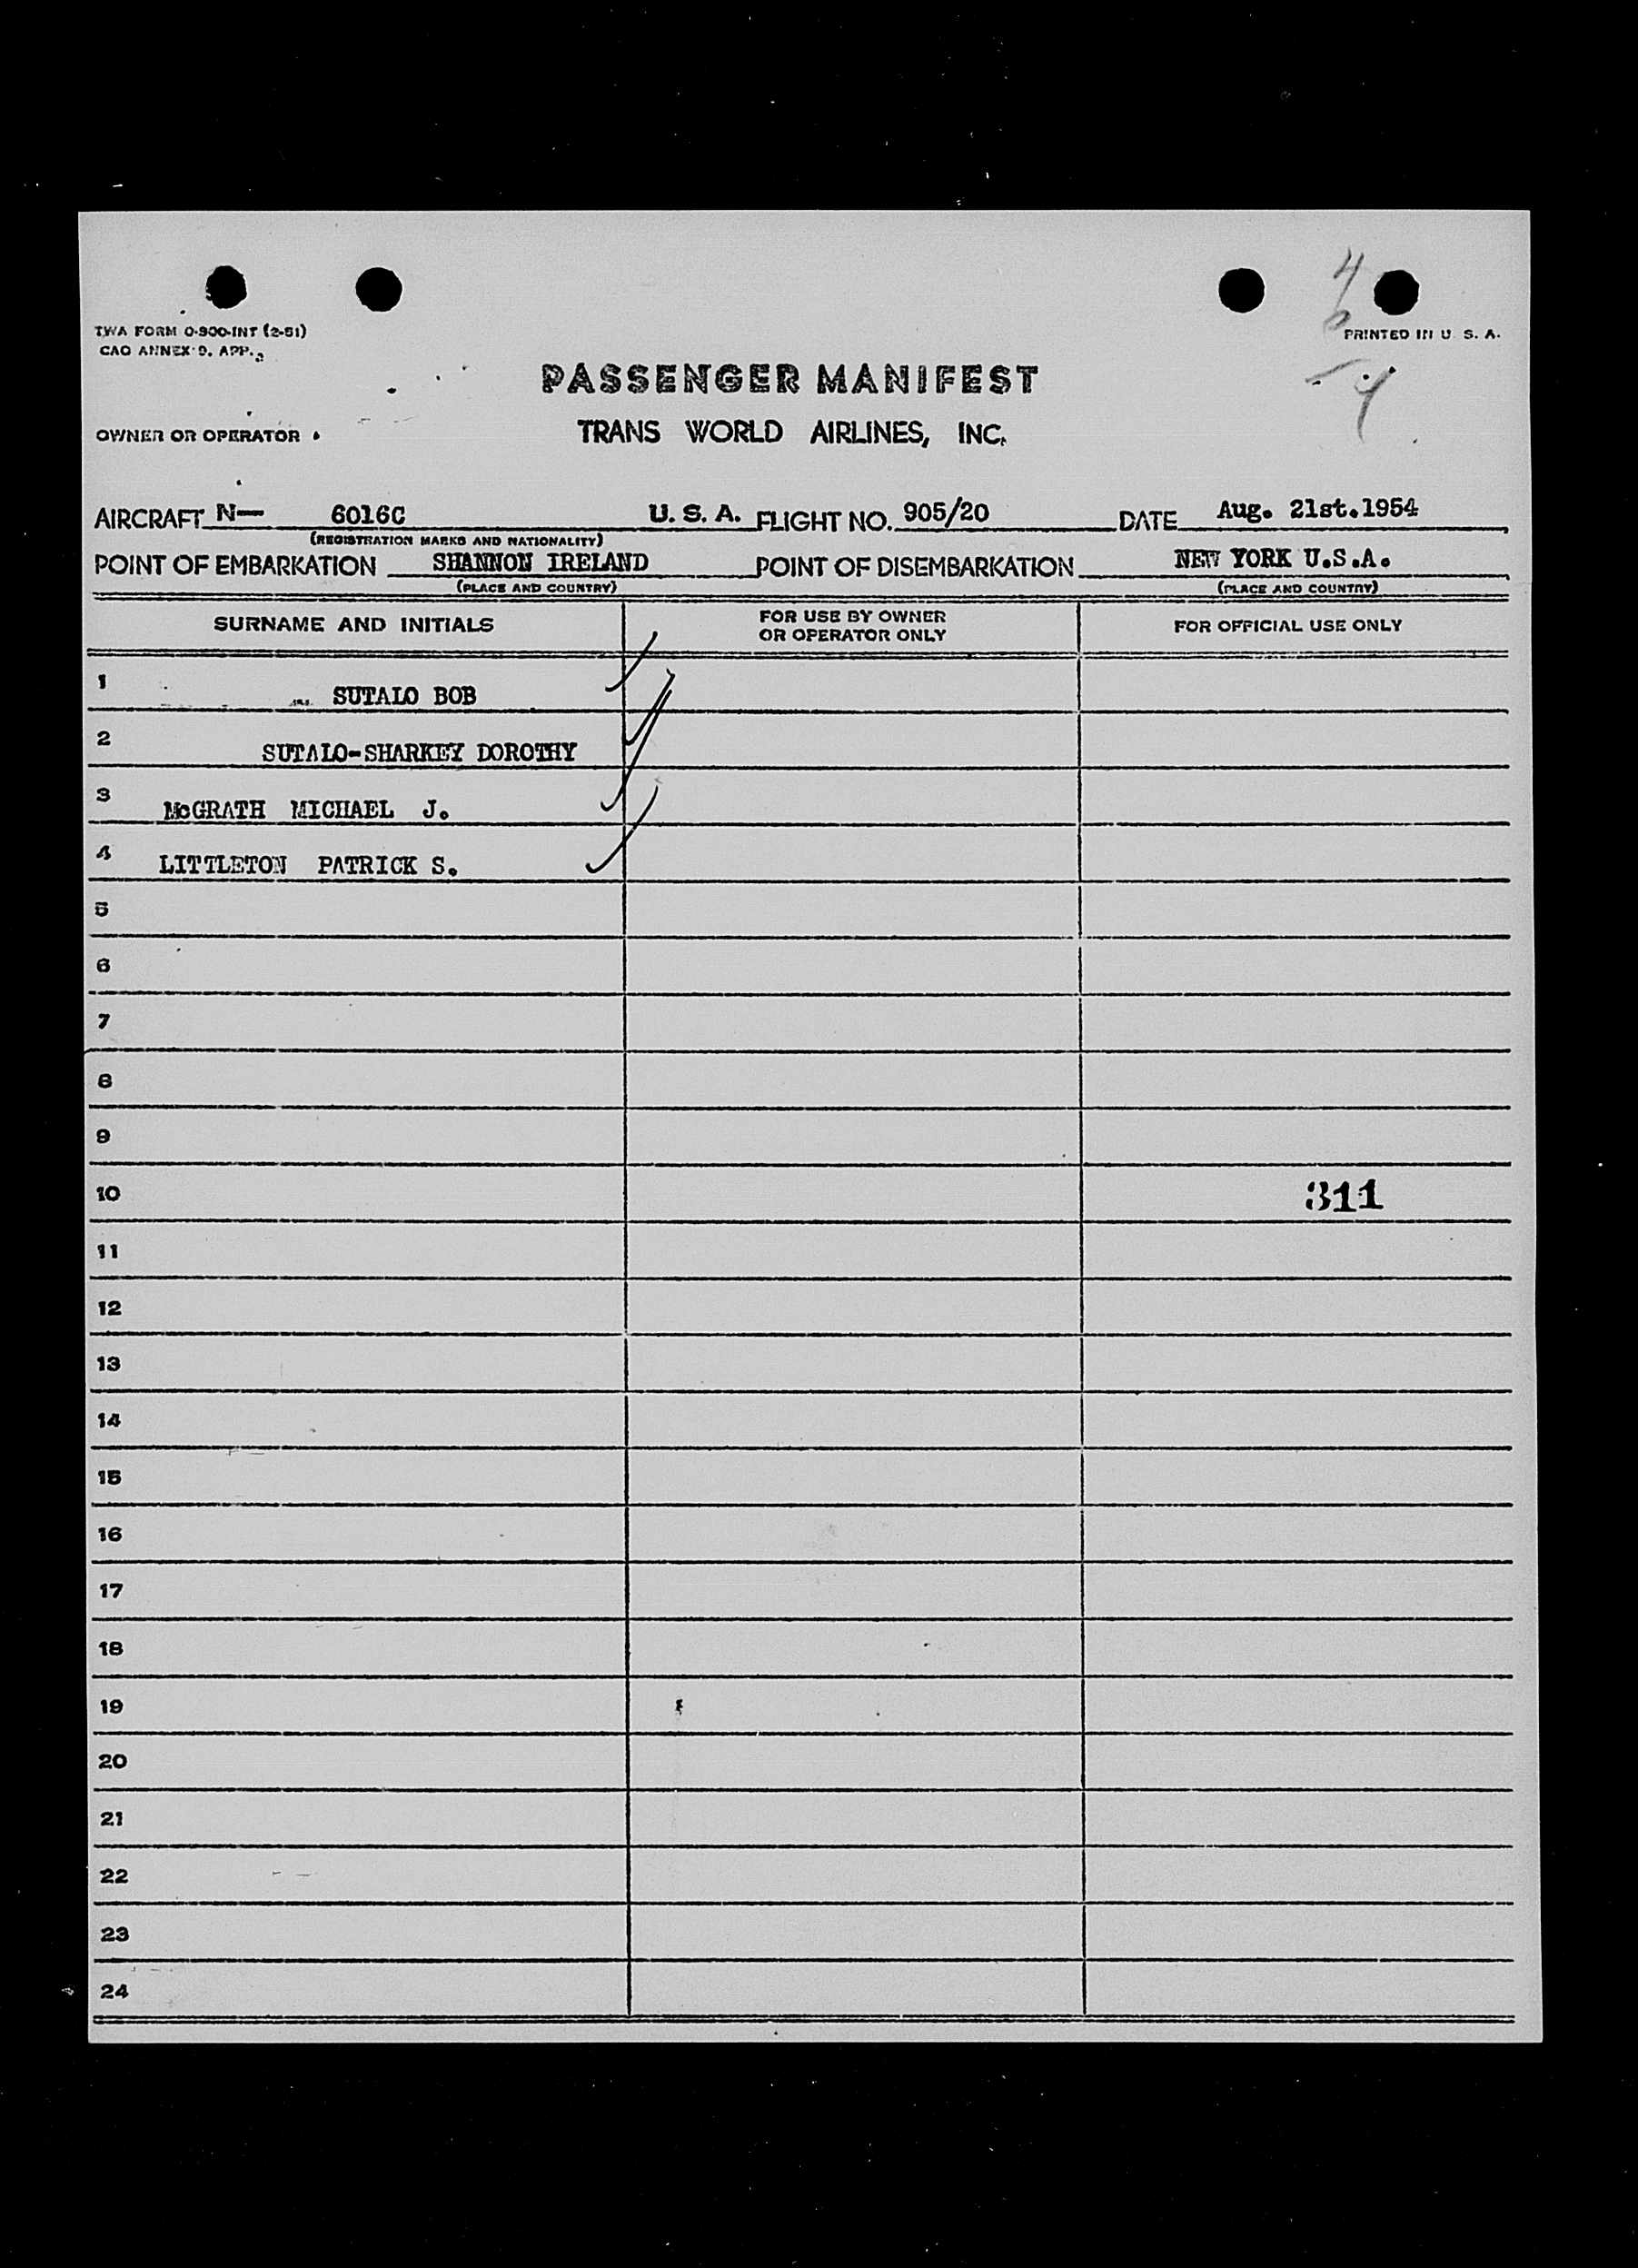 TWA FORM O-900-INT (2-51)
PRINTED IN U. S. A.
CAO ANNEX 9, APP.
4
PASSENGER MANIFEST
OWNER OR OPERATOR
TRANS WORLD AIRLINES, INC.
AIRCRAFT N— 6016C U. S. A. FLIGHT NO. 905/20 DATE Aug. 21st.1954
(REGISTRATION MARKS AND NATIONALITY)
POINT OF EMBARKATION SHANNON IRELAND POINT OF DISEMBARKATION NEW YORK U.S.A.
(PLACE AND COUNTRY) (PLACE AND COUNTRY)
SURNAME AND INITIALS FOR USE BY OWNER OR OPERATOR ONLY FOR OFFICIAL USE ONLY
1 SUTALO BOB
2 SUTALO-SHARKEY DOROTHY
3 McGRATH MICHAEL J.
4 LITTLETON PATRICK S.
5
6
7
8
9
10 311
11
12
13
14
15
16
17
18
19
20
21
22
23
24